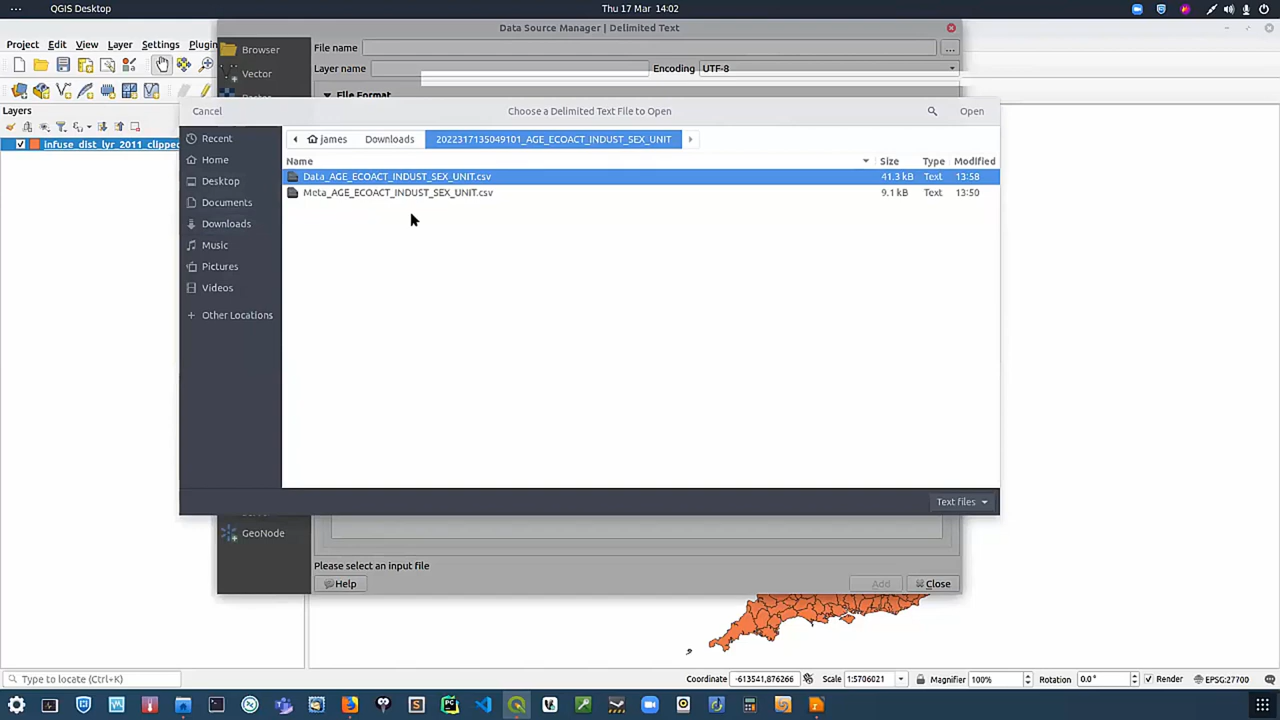 QGIS Desktop
Thu 17 Mar 14:02
Data Source Manager | Delimited Text
Project Edit View Layer Settings Plugin
Browser
File name
...
Vector
Layer name
Encoding UTF-8
File Format
Layers
Cancel
Choose a Delimited Text File to Open
Open
infuse_dist_lyr_2011_clipped
Recent
Home
Desktop
Documents
Downloads
Music
Pictures
Videos
+ Other Locations
james Downloads 2022317135049101_AGE_ECOACT_INDUST_SEX_UNIT
Name Size Type Modified
Data_AGE_ECOACT_INDUST_SEX_UNIT.csv 41.3 kB Text 13:58
Meta_AGE_ECOACT_INDUST_SEX_UNIT.csv 9.1 kB Text 13:50
Text files
GeoNode
Please select an input file
Help
Add
Close
Type to locate (Ctrl+K)
Coordinate -613541,876266
Scale 1:5706021
Magnifier 100%
Rotation 0.0°
Render
EPSG:27700